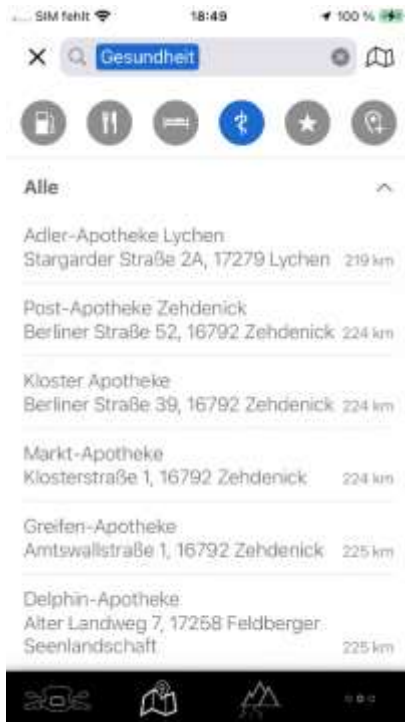 SIM fehlt
18:49
100 %
Gesundheit
Alle
Adler-Apotheke Lychen
Stargarder Straße 2A, 17279 Lychen 219 km
Post-Apotheke Zehdenick
Berliner Straße 52, 16792 Zehdenick 224 km
Kloster Apotheke
Berliner Straße 39, 16792 Zehdenick 224 km
Markt-Apotheke
Klosterstraße 1, 16792 Zehdenick 224 km
Greifen-Apotheke
Amtswallstraße 1, 16792 Zehdenick 225 km
Delphin-Apotheke
Alter Landweg 7, 17258 Feldberger
Seenlandschaft 225 km